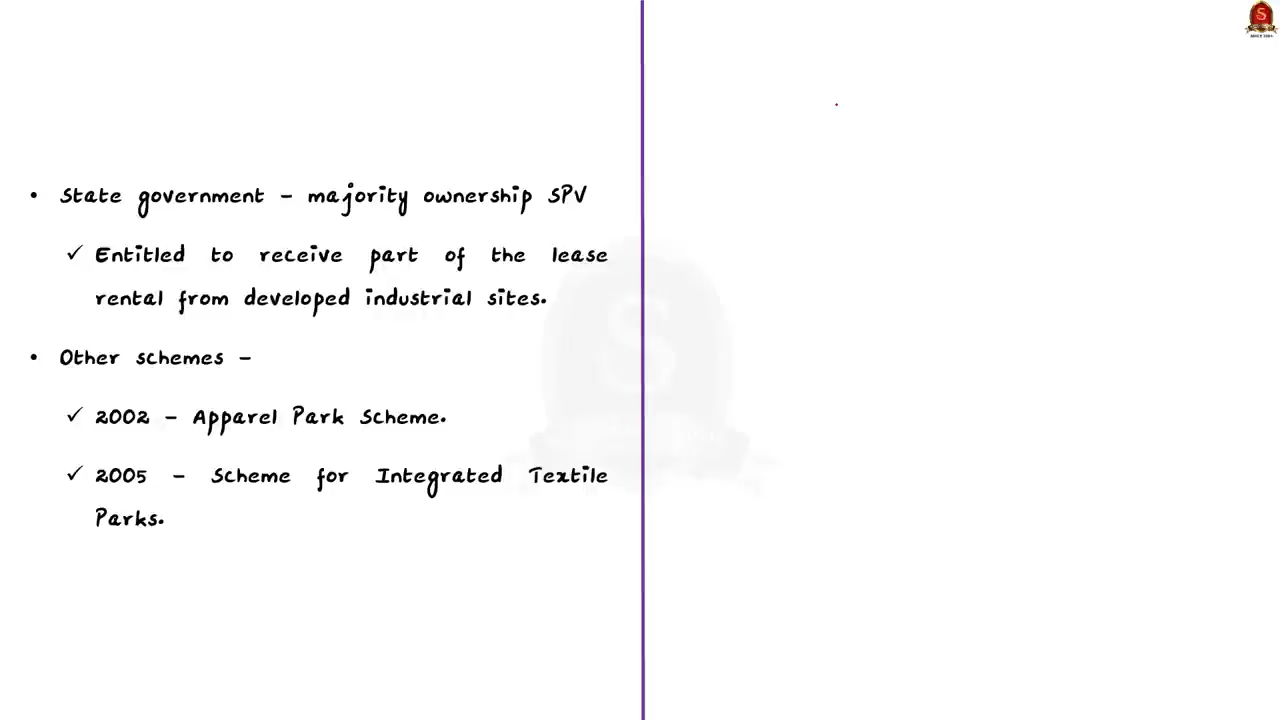 • State government – majority ownership SPV
✓ Entitled to receive part of the lease
rental from developed industrial sites.
• Other schemes –
✓ 2002 – Apparel Park Scheme.
✓ 2005 – Scheme for Integrated Textile
Parks.
S